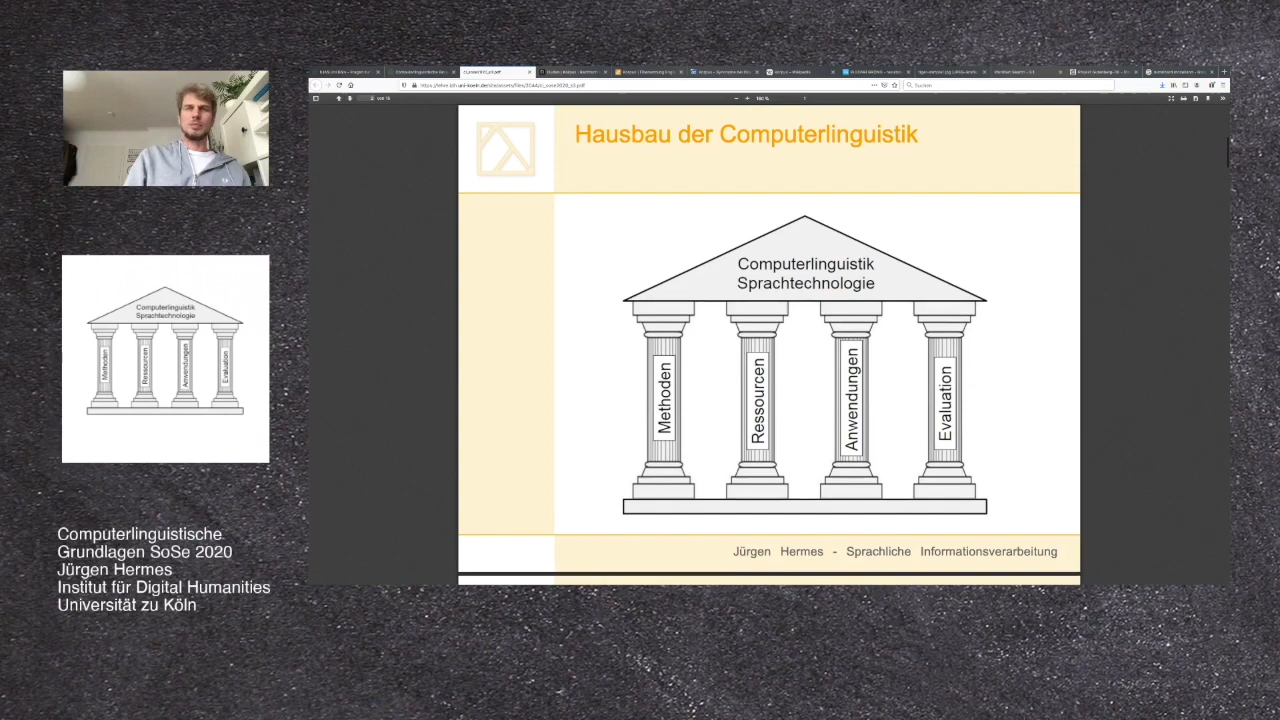 Hausbau der Computerlinguistik
Computerlinguistik
Sprachtechnologie
Methoden
Ressourcen
Anwendungen
Evaluation
Jürgen Hermes - Sprachliche Informationsverarbeitung
Computerlinguistik
Sprachtechnologie
Methoden
Ressourcen
Anwendungen
Evaluation
Computerlinguistische
Grundlagen SoSe 2020
Jürgen Hermes
Institut für Digital Humanities
Universität zu Köln